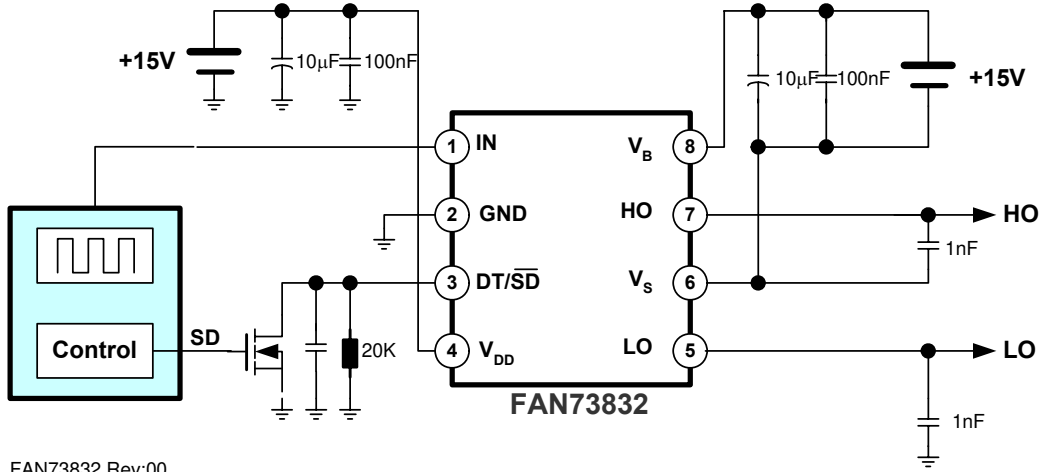 +15V
10μF
100nF
10μF
100nF
+15V
1
IN
V_B
8
2
GND
HO
7
HO
1nF
3
DT/S̅D̅
V_S
6
Control
SD
20K
4
V_DD
LO
5
LO
1nF
FAN73832
FAN73832 Rev:00